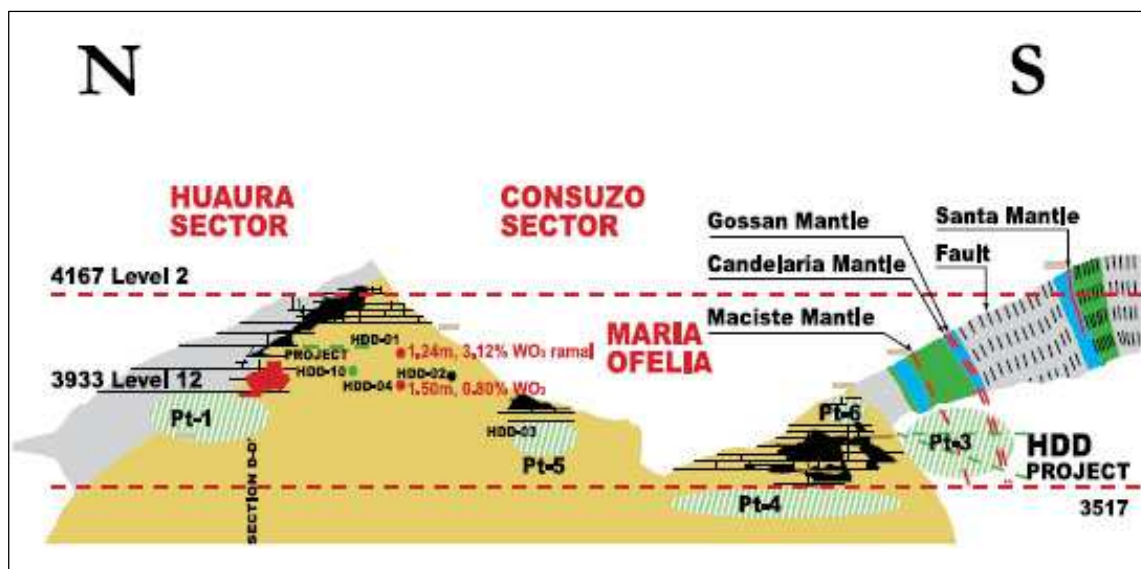 N
S
HUAURA
SECTOR
CONSUZO
SECTOR
Gossan Mantle
Santa Mantle
Fault
Candelaria Mantle
4167 Level 2
Maciste Mantle
MARIA
OFELIA
HDD-01
1.24m, 3.12% WO₃ ramal
PROJECT
HDD-10
HDD-02
3933 Level 12
HDD-04
1.50m, 0.80% WO₃
Pt-1
Pt-6
HDD-03
Pt-5
Pt-3
HDD
PROJECT
Pt-4
3517
SECTION D-D'